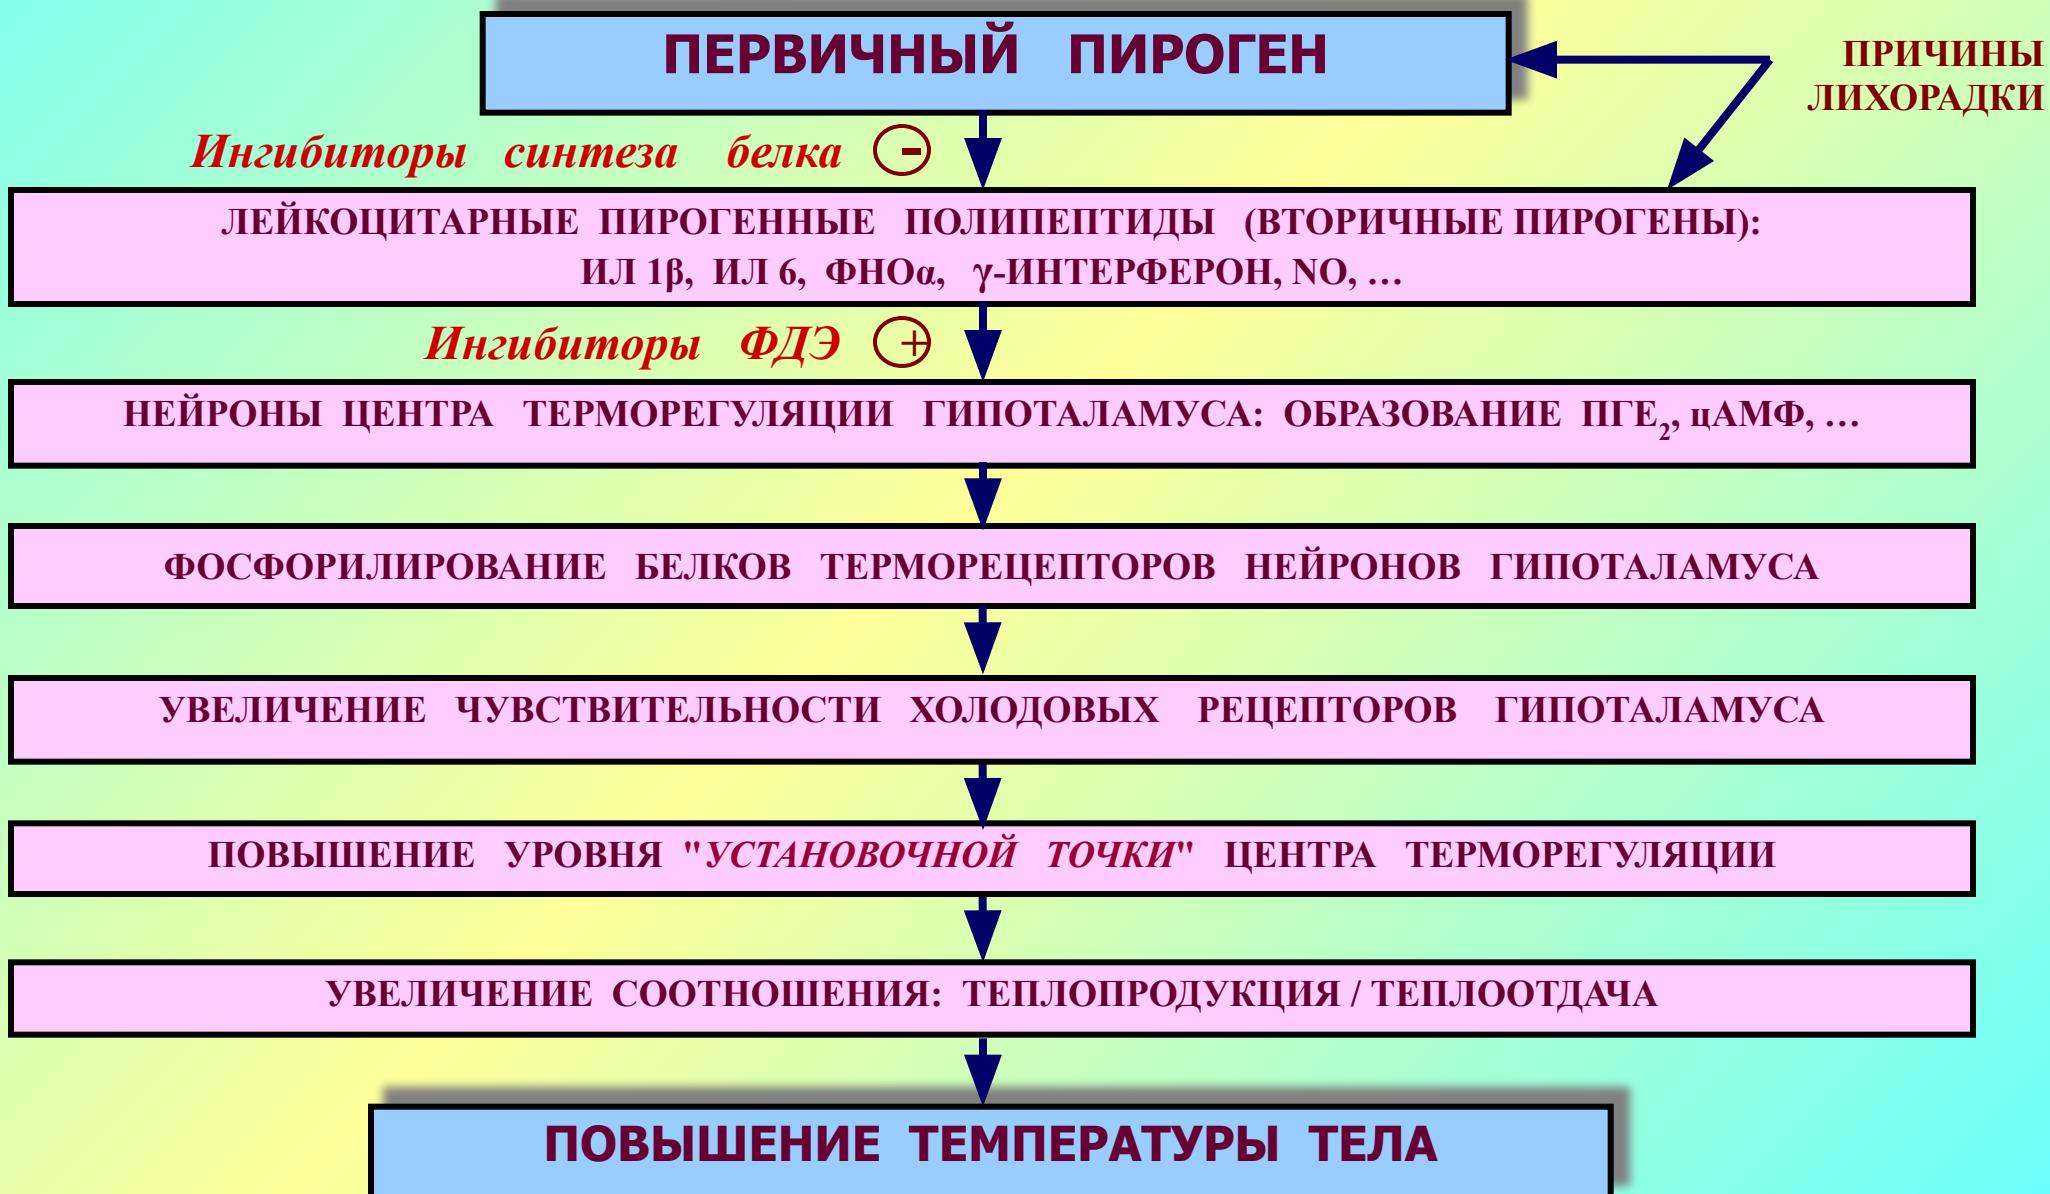 ПЕРВИЧНЫЙ ПИРОГЕН
ПРИЧИНЫ
ЛИХОРАДКИ
Ингибиторы синтеза белка -
ЛЕЙКОЦИТАРНЫЕ ПИРОГЕННЫЕ ПОЛИПЕПТИДЫ (ВТОРИЧНЫЕ ПИРОГЕНЫ):
ИЛ 1β, ИЛ 6, ФНОα, γ-ИНТЕРФЕРОН, NO, …
Ингибиторы ФДЭ +
НЕЙРОНЫ ЦЕНТРА ТЕРМОРЕГУЛЯЦИИ ГИПОТАЛАМУСА: ОБРАЗОВАНИЕ ПГЕ₂, цАМФ, …
ФОСФОРИЛИРОВАНИЕ БЕЛКОВ ТЕРМОРЕЦЕПТОРОВ НЕЙРОНОВ ГИПОТАЛАМУСА
УВЕЛИЧЕНИЕ ЧУВСТВИТЕЛЬНОСТИ ХОЛОДОВЫХ РЕЦЕПТОРОВ ГИПОТАЛАМУСА
ПОВЫШЕНИЕ УРОВНЯ "УСТАНОВОЧНОЙ ТОЧКИ" ЦЕНТРА ТЕРМОРЕГУЛЯЦИИ
УВЕЛИЧЕНИЕ СООТНОШЕНИЯ: ТЕПЛОПРОДУКЦИЯ / ТЕПЛООТДАЧА
ПОВЫШЕНИЕ ТЕМПЕРАТУРЫ ТЕЛА